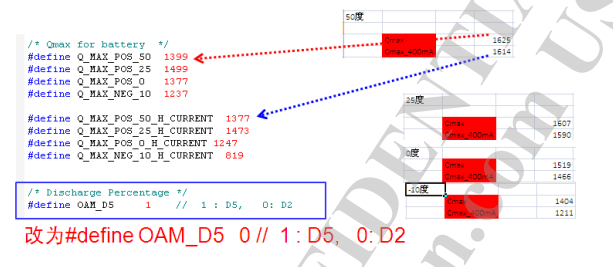 50度
Qmax 1625
Qmax_400mA 1614
/* Qmax for battery */
#define Q_MAX_POS_50 1399
#define Q_MAX_POS_25 1499
#define Q_MAX_POS_0 1377
#define Q_MAX_NEG_10 1237
#define Q_MAX_POS_50_H_CURRENT 1377
#define Q_MAX_POS_25_H_CURRENT 1473
#define Q_MAX_POS_0_H_CURRENT 1247
#define Q_MAX_NEG_10_H_CURRENT 819
25度
Qmax 1607
Qmax_400mA 1590
0度
Qmax 1519
Qmax_400mA 1466
-10度
Qmax 1404
Qmax_400mA 1211
/* Discharge Percentage */
#define OAM_D5 1 // 1 : D5, 0: D2
改为#define OAM_D5 0 // 1 : D5, 0: D2